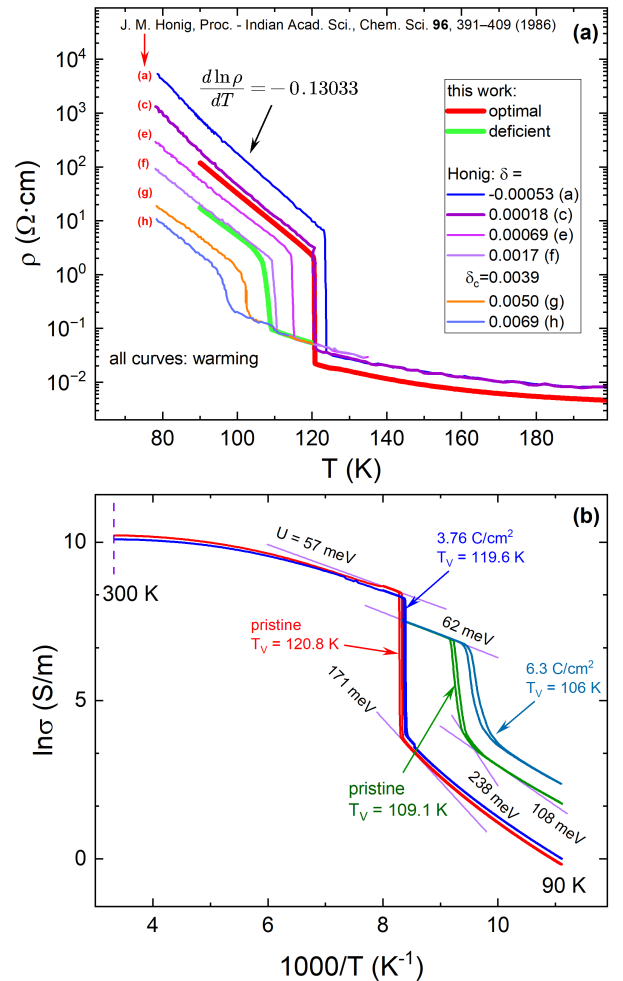 J. M. Honig, Proc. - Indian Acad. Sci., Chem. Sci. 96, 391–409 (1986)
(a)
10⁴
10³
10²
10¹
10⁰
10⁻¹
10⁻²
ρ (Ω·cm)
(a)
(c)
(e)
(f)
(g)
(h)
d ln ρ / dT = − 0.13033
this work:
optimal
deficient
Honig: δ =
-0.00053 (a)
0.00018 (c)
0.00069 (e)
0.0017 (f)
δc=0.0039
0.0050 (g)
0.0069 (h)
all curves: warming
80 100 120 140 160 180
T (K)
(b)
10
5
0
lnσ (S/m)
300 K
U = 57 meV
3.76 C/cm²
TV = 119.6 K
pristine
TV = 120.8 K
62 meV
6.3 C/cm²
TV = 106 K
171 meV
pristine
TV = 109.1 K
238 meV
108 meV
90 K
4 6 8 10
1000/T (K⁻¹)